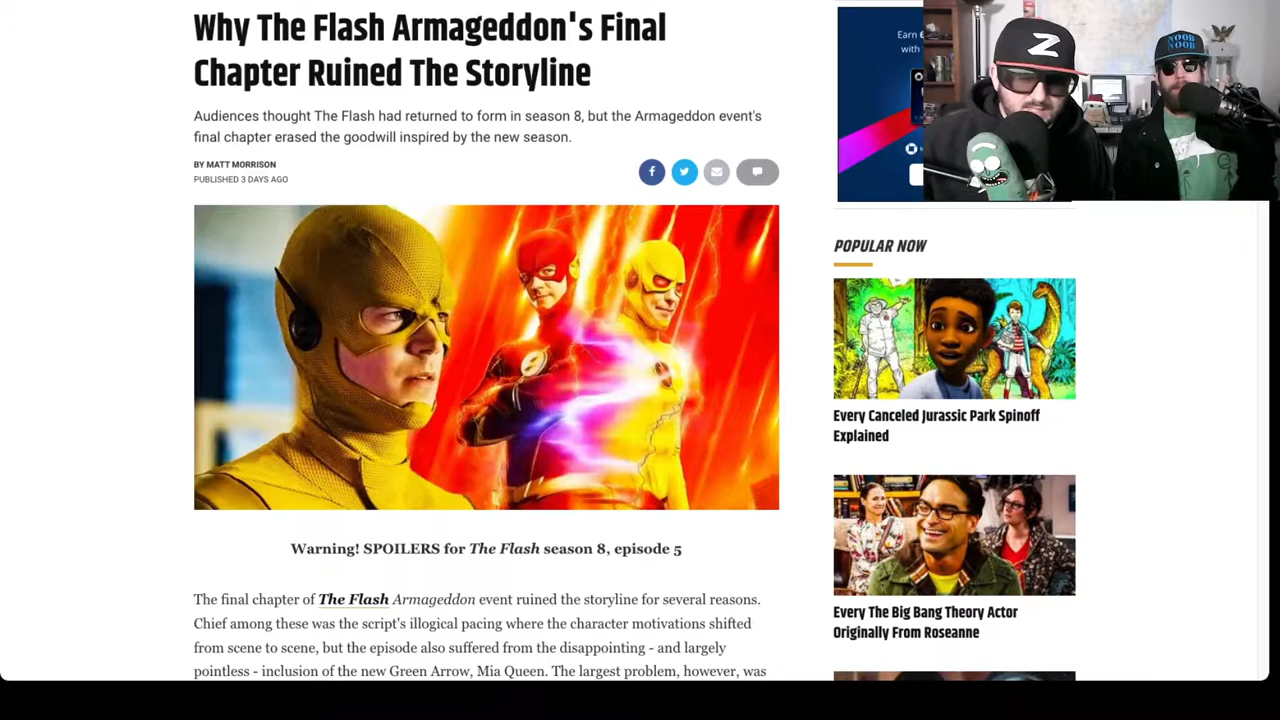 Why The Flash Armageddon's Final
Chapter Ruined The Storyline
Audiences thought The Flash had returned to form in season 8, but the Armageddon event's
final chapter erased the goodwill inspired by the new season.
BY MATT MORRISON
PUBLISHED 3 DAYS AGO
Earn
with
Z
NOOB
NOOB
POPULAR NOW
Every Canceled Jurassic Park Spinoff
Explained
Every The Big Bang Theory Actor
Originally From Roseanne
Warning! SPOILERS for The Flash season 8, episode 5
The final chapter of The Flash Armageddon event ruined the storyline for several reasons.
Chief among these was the script's illogical pacing where the character motivations shifted
from scene to scene, but the episode also suffered from the disappointing - and largely
pointless - inclusion of the new Green Arrow, Mia Queen. The largest problem, however, was